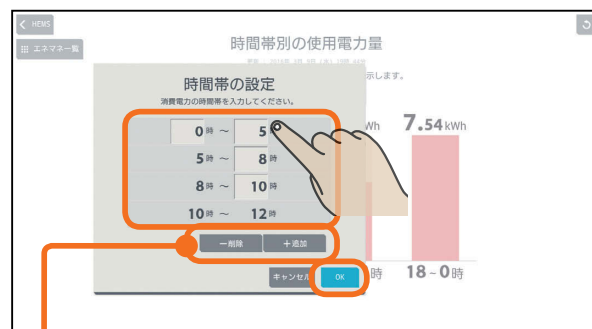 < HEMS
エネマネ一覧
時間帯別の使用電力量
示します。
時間帯の設定
消費電力の時間帯を入力してください。
0時 ～ 5
5時 ～ 8時
8時 ～ 10時
10時 ～ 12時
－削除 ＋追加
キャンセル OK
Wh 7.54kWh
時 18-0時